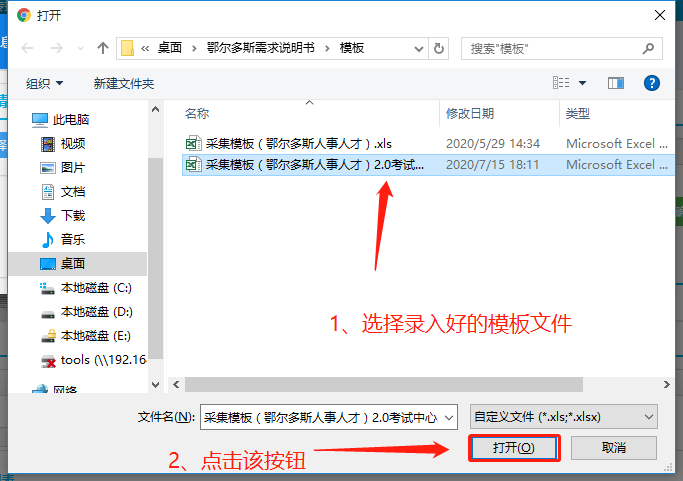 打开
« 桌面 › 鄂尔多斯需求说明书 › 模板
搜索"模板"
组织
新建文件夹
名称 修改日期 类型
此电脑
视频
图片
文档
下载
音乐
桌面
本地磁盘 (C:)
本地磁盘 (D:)
本地磁盘 (E:)
tools (\\192.16
网络
采集模板（鄂尔多斯人事人才）.xls 2020/5/29 14:34 Microsoft Excel ...
采集模板（鄂尔多斯人事人才）2.0考试... 2020/7/15 18:11 Microsoft Excel ...
1、选择录入好的模板文件
文件名(N): 采集模板（鄂尔多斯人事人才）2.0考试中心
自定义文件 (*.xls;*.xlsx)
2、点击该按钮
打开(O)
取消